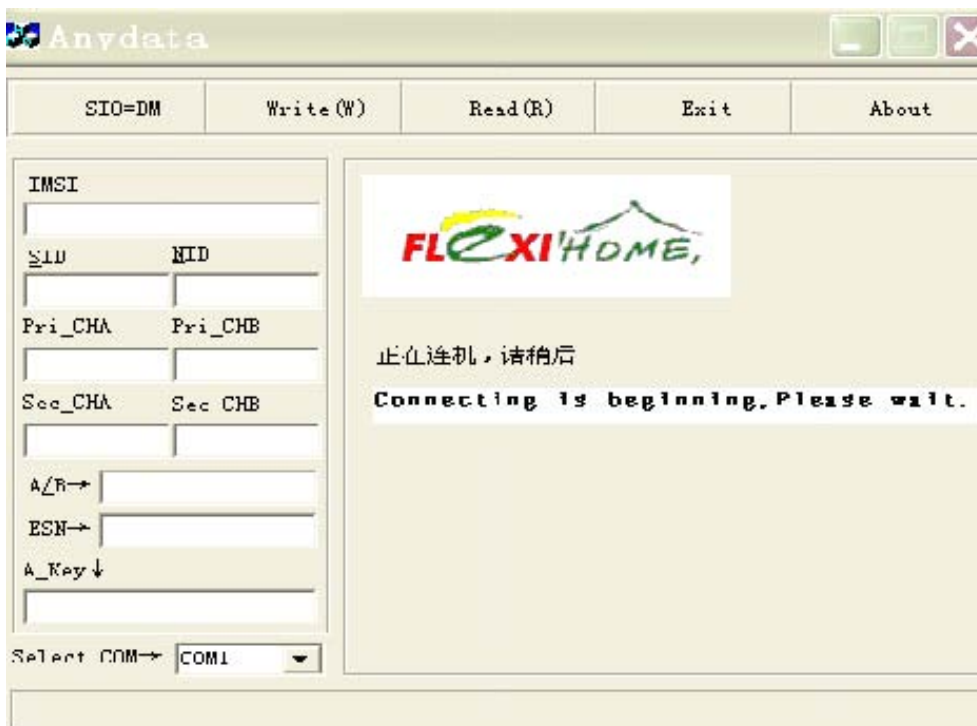 Anydata
SIO=DM Write(W) Read(R) Exit About
IMSI
SID NID
Pri_CHA Pri_CHB
Sec_CHA Sec CHB
A/B→
ESN→
A_Key↓
Select COM→ COM1
FLEXI'HOME,
正在连机，请稍后
Connecting is beginning.Please wait.